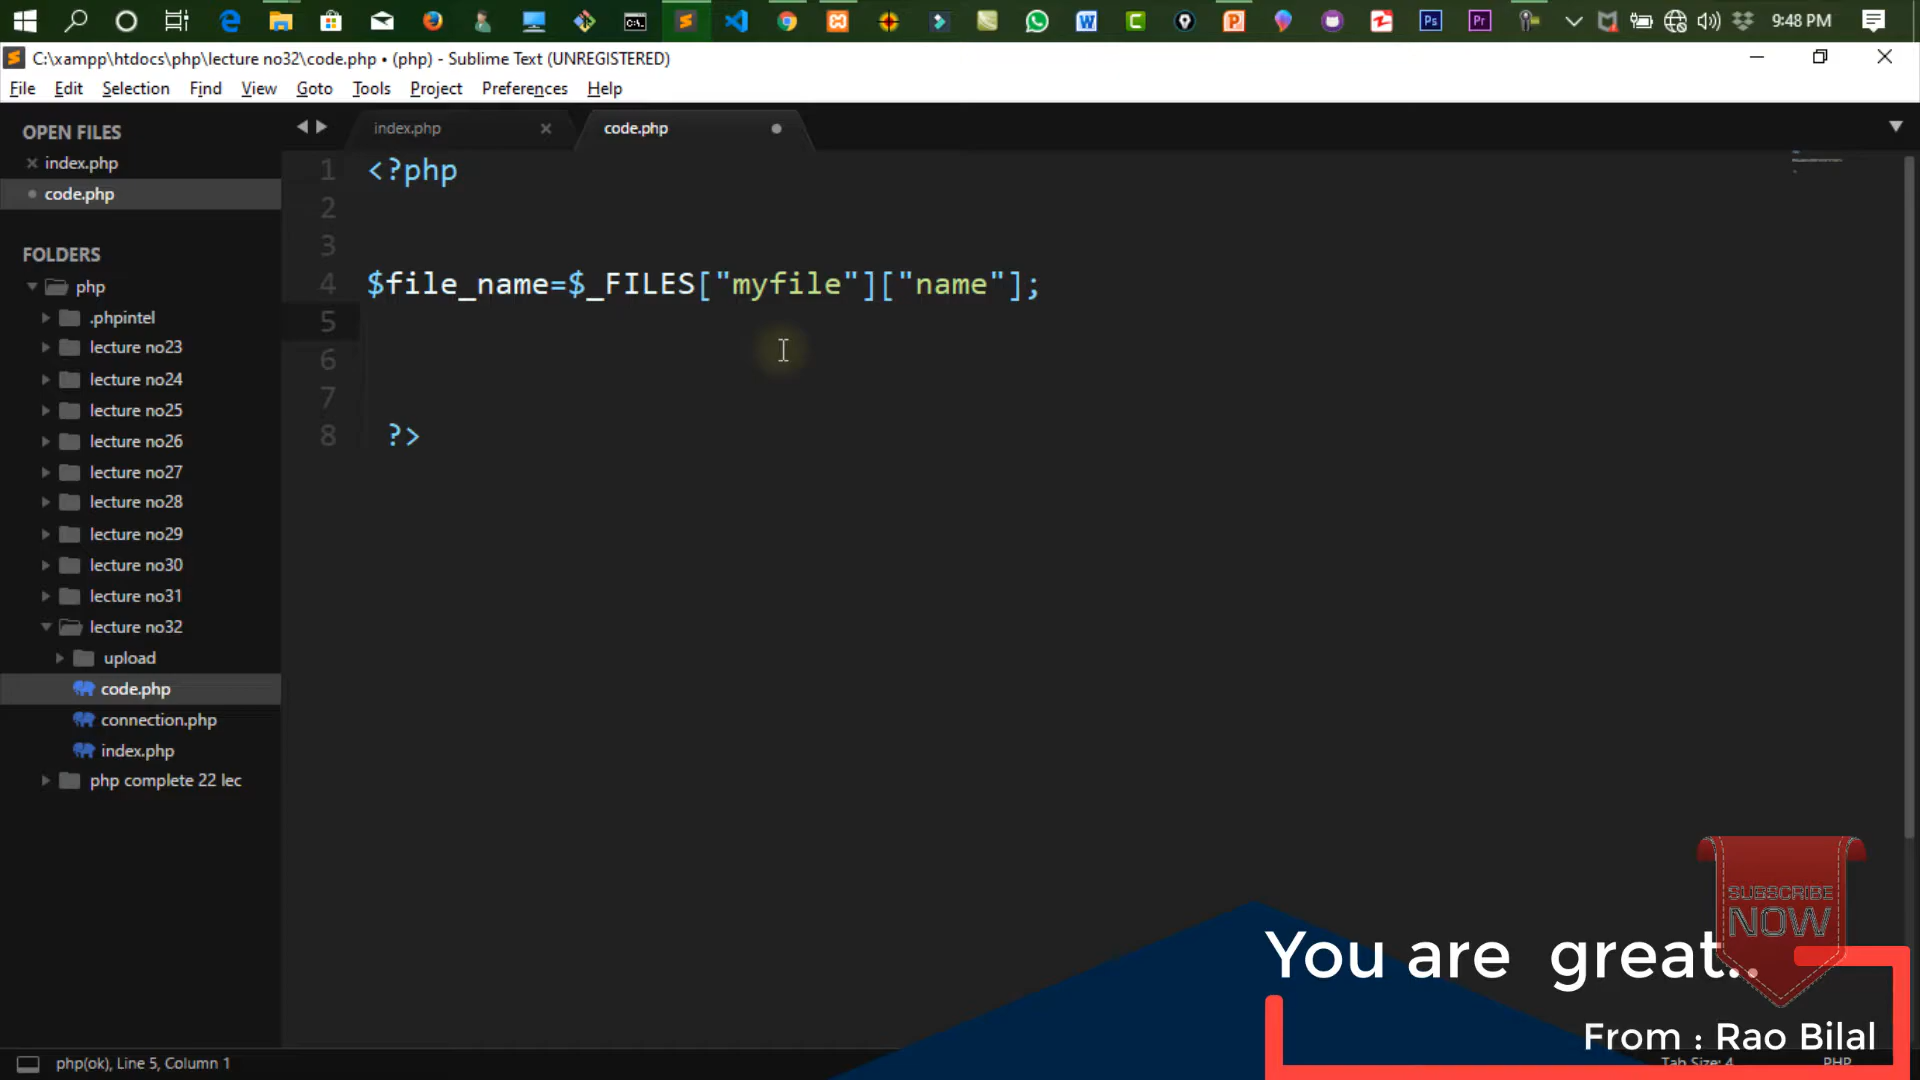 9:48 PM
C:\xampp\htdocs\php\lecture no32\code.php • (php) - Sublime Text (UNREGISTERED)
File Edit Selection Find View Goto Tools Project Preferences Help
OPEN FILES
index.php
code.php
FOLDERS
php
.phpintel
lecture no23
lecture no24
lecture no25
lecture no26
lecture no27
lecture no28
lecture no29
lecture no30
lecture no31
lecture no32
upload
code.php
connection.php
index.php
php complete 22 lec
index.php code.php
1 <?php
2
3
4 $file_name=$_FILES["myfile"]["name"];
5
6
7
8 ?>
SUBSCRIBE
NOW
You are great..
From : Rao Bilal
php(ok), Line 5, Column 1
Tab Size: 4 PHP